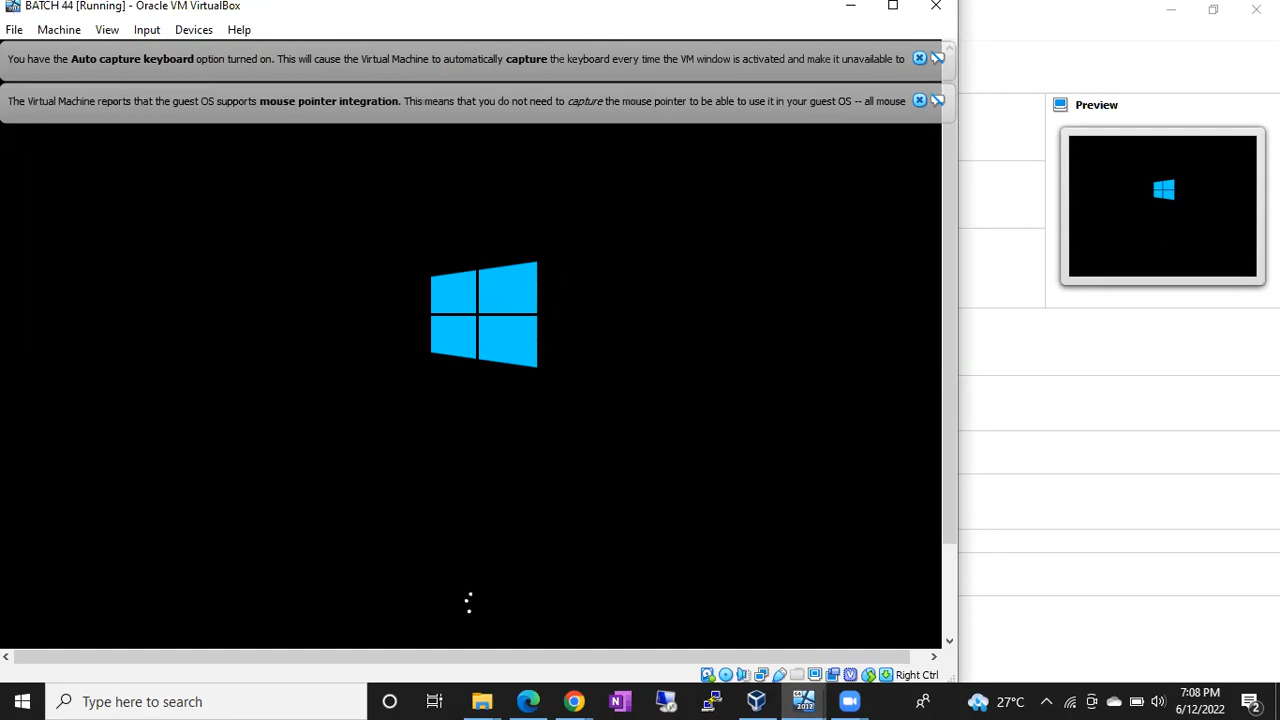 BATCH 44 [Running] - Oracle VM VirtualBox
File Machine View Input Devices Help
You have the Auto capture keyboard option turned on. This will cause the Virtual Machine to automatically capture the keyboard every time the VM window is activated and make it unavailable to
The Virtual Machine reports that the guest OS supports mouse pointer integration. This means that you do not need to capture the mouse pointer to be able to use it in your guest OS -- all mouse
Preview
Right Ctrl
Type here to search
27°C
7:08 PM
6/12/2022
2